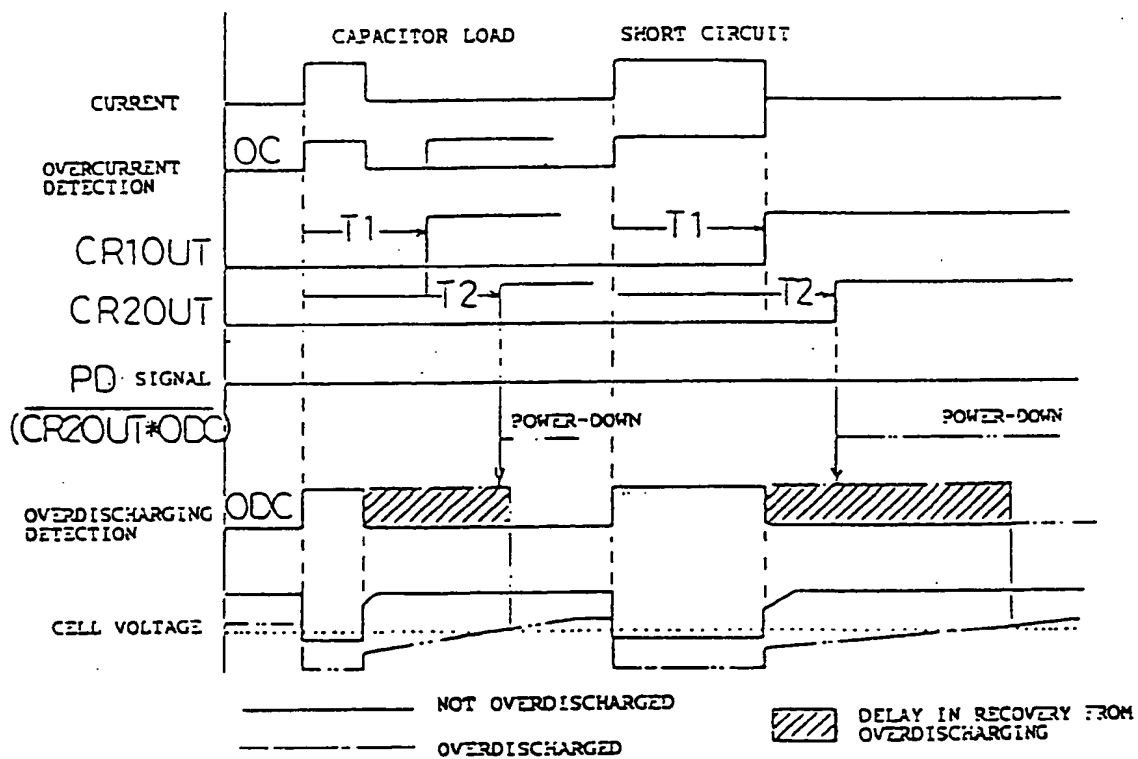 CAPACITOR LOAD
SHORT CIRCUIT
CURRENT
OC
OVERCURRENT
DETECTION
T1
T1
CR1OUT
T2
T2
CR2OUT
PD SIGNAL
(CR2OUT*ODC)
POWER-DOWN
POWER-DOWN
ODC
OVERDISCHARGING
DETECTION
CELL VOLTAGE
NOT OVERDISCHARGED
OVERDISCHARGED
DELAY IN RECOVERY FROM
OVERDISCHARGING